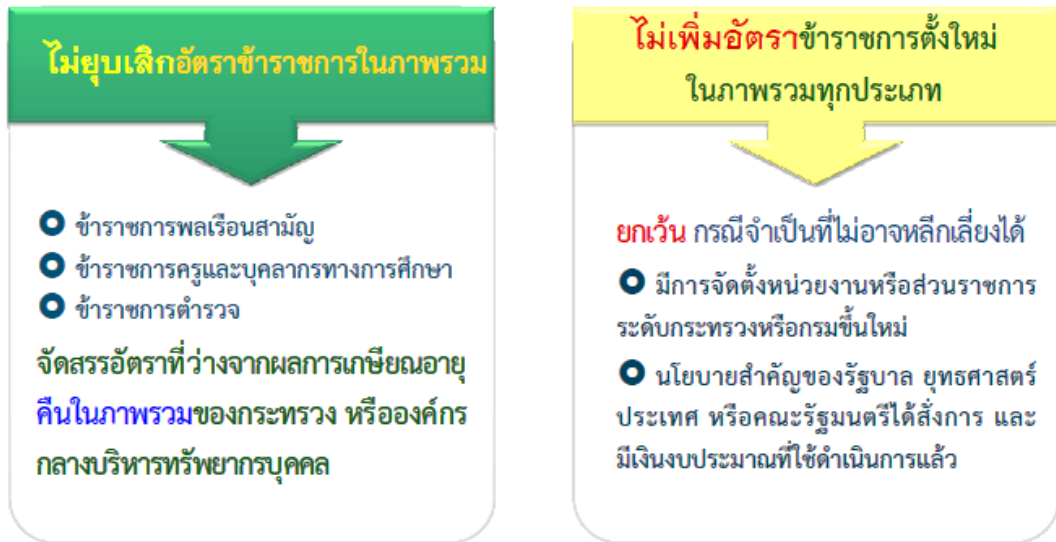 ไม่ยุบเลิกอัตราข้าราชการในภาพรวม
ข้าราชการพลเรือนสามัญ
ข้าราชการครูและบุคลากรทางการศึกษา
ข้าราชการตำรวจ
จัดสรรอัตราที่ว่างจากผลการเกษียณอายุ
คืนในภาพรวมของกระทรวง หรือองค์กร
กลางบริหารทรัพยากรบุคคล
ไม่เพิ่มอัตราข้าราชการตั้งใหม่
ในภาพรวมทุกประเภท
ยกเว้น กรณีจำเป็นที่ไม่อาจหลีกเลี่ยงได้
มีการจัดตั้งหน่วยงานหรือส่วนราชการ
ระดับกระทรวงหรือกรมขึ้นใหม่
นโยบายสำคัญของรัฐบาล ยุทธศาสตร์
ประเทศ หรือคณะรัฐมนตรีได้สั่งการ และ
มีเงินงบประมาณที่ใช้ดำเนินการแล้ว